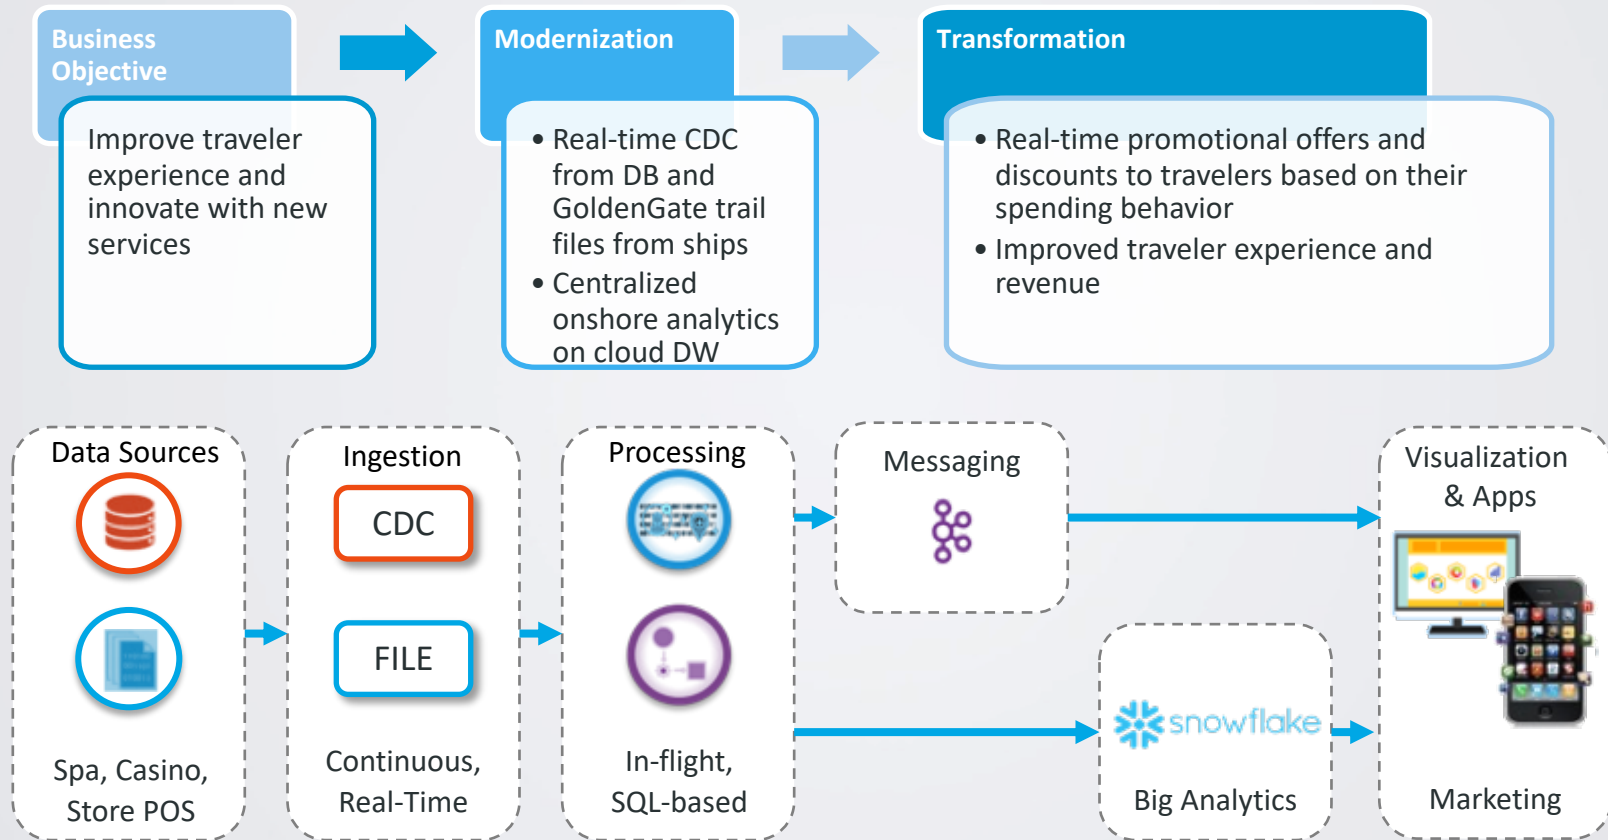 Business
Objective
Modernization
Transformation
Improve traveler
experience and
innovate with new
services
• Real-time CDC
from DB and
GoldenGate trail
files from ships
• Centralized
onshore analytics
on cloud DW
• Real-time promotional offers and
discounts to travelers based on their
spending behavior
• Improved traveler experience and
revenue
Data Sources
Spa, Casino,
Store POS
Ingestion
CDC
FILE
Continuous,
Real-Time
Processing
In-flight,
SQL-based
Messaging
snowflake
Big Analytics
Visualization
& Apps
Marketing